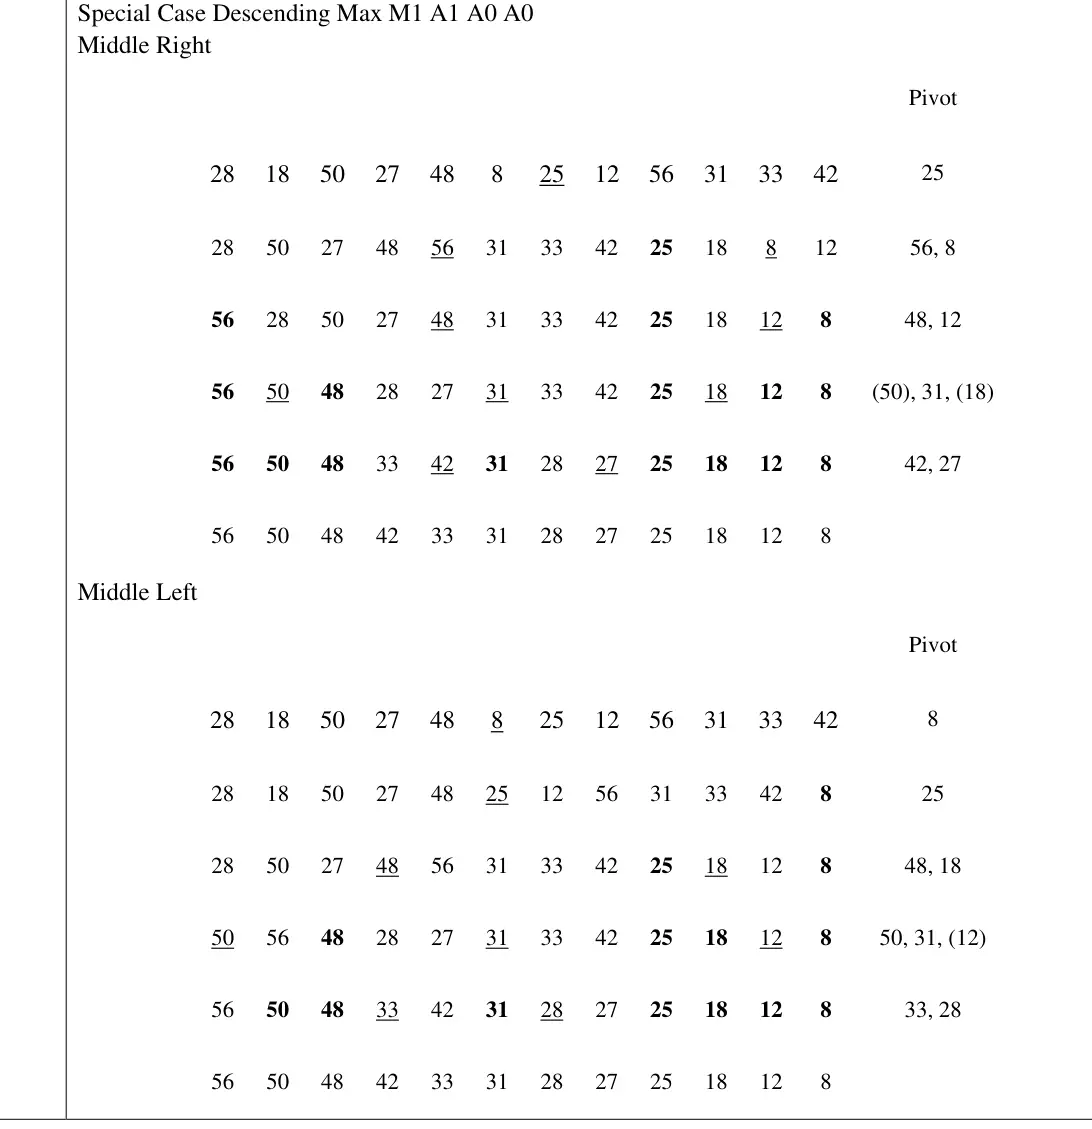 Special Case Descending Max M1 A1 A0 A0
Middle Right
Pivot
28 18 50 27 48 8 25 12 56 31 33 42 25
28 50 27 48 56 31 33 42 25 18 8 12 56, 8
56 28 50 27 48 31 33 42 25 18 12 8 48, 12
56 50 48 28 27 31 33 42 25 18 12 8 (50), 31, (18)
56 50 48 33 42 31 28 27 25 18 12 8 42, 27
56 50 48 42 33 31 28 27 25 18 12 8
Middle Left
Pivot
28 18 50 27 48 8 25 12 56 31 33 42 8
28 18 50 27 48 25 12 56 31 33 42 8 25
28 50 27 48 56 31 33 42 25 18 12 8 48, 18
50 56 48 28 27 31 33 42 25 18 12 8 50, 31, (12)
56 50 48 33 42 31 28 27 25 18 12 8 33, 28
56 50 48 42 33 31 28 27 25 18 12 8